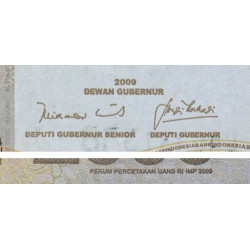 2009
DEWAN GUBERNUR
DEPUTI GUBERNUR SENIOR DEPUTI GUBERNUR
PERUM PERCETAKAN UANG RI IMP 2009